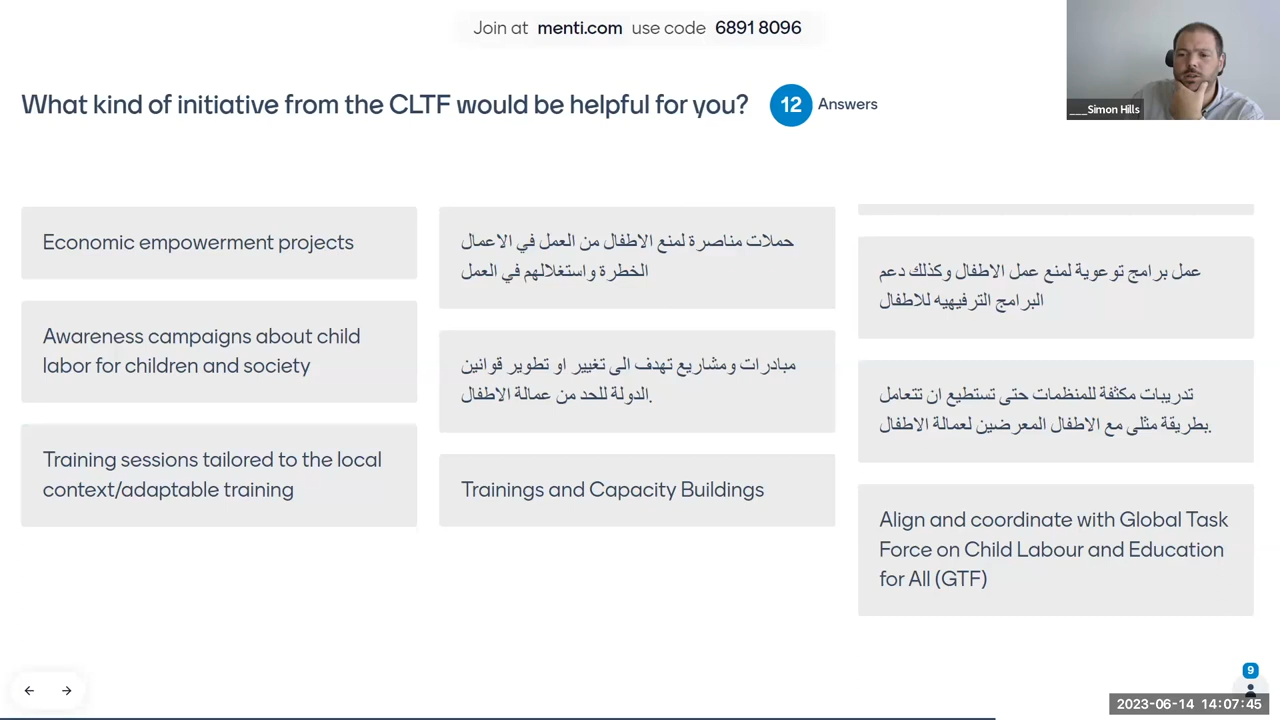 Join at menti.com use code 6891 8096
What kind of initiative from the CLTF would be helpful for you?
12 Answers
___Simon Hills
Economic empowerment projects
Awareness campaigns about child
labor for children and society
Training sessions tailored to the local
context/adaptable training
حملات مناصرة لمنع الاطفال من العمل في الاعمال
الخطرة واستغلالهم في العمل
مبادرات ومشاريع تهدف الى تغيير او تطوير قوانين
الدولة للحد من عمالة الاطفال.
Trainings and Capacity Buildings
عمل برامج توعوية لمنع عمل الاطفال وكذلك دعم
البرامج الترفيهيه للاطفال
تدريبات مكثفة للمنظمات حتى تستطيع ان تتعامل
بطريقة مثلى مع الاطفال المعرضين لعمالة الاطفال.
Align and coordinate with Global Task
Force on Child Labour and Education
for All (GTF)
9
2023-06-14 14:07:45